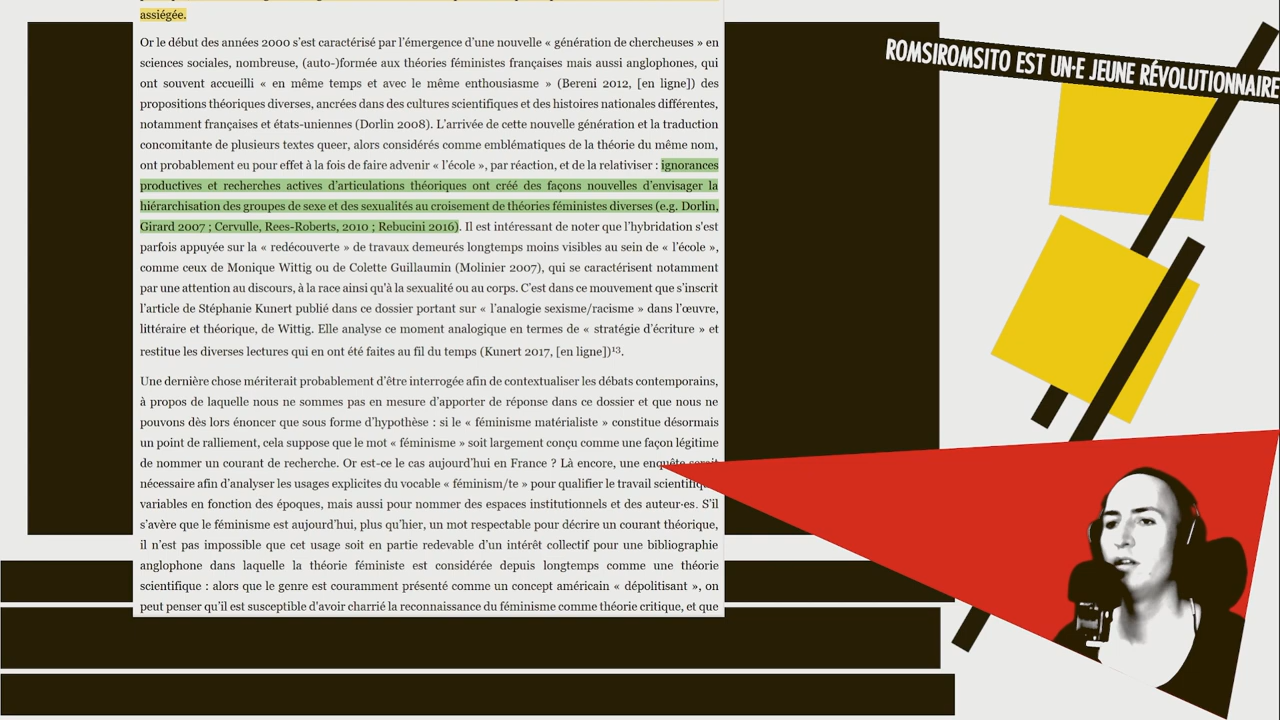 assiégée.
Or le début des années 2000 s'est caractérisé par l'émergence d'une nouvelle « génération de chercheuses » en
sciences sociales, nombreuse, (auto-)formée aux théories féministes françaises mais aussi anglophones, qui
ont souvent accueilli « en même temps et avec le même enthousiasme » (Bereni 2012, [en ligne]) des
propositions théoriques diverses, ancrées dans des cultures scientifiques et des histoires nationales différentes,
notamment françaises et états-uniennes (Dorlin 2008). L'arrivée de cette nouvelle génération et la traduction
concomitante de plusieurs textes queer, alors considérés comme emblématiques de la théorie du même nom,
ont probablement eu pour effet à la fois de faire advenir « l'école », par réaction, et de la relativiser : ignorances
productives et recherches actives d'articulations théoriques ont créé des façons nouvelles d'envisager la
hiérarchisation des groupes de sexe et des sexualités au croisement de théories féministes diverses (e.g. Dorlin,
Girard 2007 ; Cervulle, Rees-Roberts, 2010 ; Rebucini 2016). Il est intéressant de noter que l'hybridation s'est
parfois appuyée sur la « redécouverte » de travaux demeurés longtemps moins visibles au sein de « l'école »,
comme ceux de Monique Wittig ou de Colette Guillaumin (Molinier 2007), qui se caractérisent notamment
par une attention au discours, à la race ainsi qu'à la sexualité ou au corps. C'est dans ce mouvement que s'inscrit
l'article de Stéphanie Kunert publié dans ce dossier portant sur « l'analogie sexisme/racisme » dans l'œuvre,
littéraire et théorique, de Wittig. Elle analyse ce moment analogique en termes de « stratégie d'écriture » et
restitue les diverses lectures qui en ont été faites au fil du temps (Kunert 2017, [en ligne])¹³.
Une dernière chose mériterait probablement d'être interrogée afin de contextualiser les débats contemporains,
à propos de laquelle nous ne sommes pas en mesure d'apporter de réponse dans ce dossier et que nous ne
pouvons dès lors énoncer que sous forme d'hypothèse : si le « féminisme matérialiste » constitue désormais
un point de ralliement, cela suppose que le mot « féminisme » soit largement conçu comme une façon légitime
de nommer un courant de recherche. Or est-ce le cas aujourd'hui en France ? Là encore, une enquête serait
nécessaire afin d'analyser les usages explicites du vocable « féminism/te » pour qualifier le travail
variables en fonction des époques, mais aussi pour nommer des espaces institutionnels et des auteur·es. S'il
s'avère que le féminisme est aujourd'hui, plus qu'hier, un mot respectable pour décrire un courant théorique,
il n'est pas impossible que cet usage soit en partie redevable d'un intérêt collectif pour une bibliographie
anglophone dans laquelle la théorie féministe est considérée depuis longtemps comme une théorie
scientifique : alors que le genre est couramment présenté comme un concept américain « dépolitisant », on
peut penser qu'il est susceptible d'avoir charrié la reconnaissance du féminisme comme théorie critique, et que
ROMSIROMSITO EST UN·E JEUNE RÉVOLUTIONNAIRE